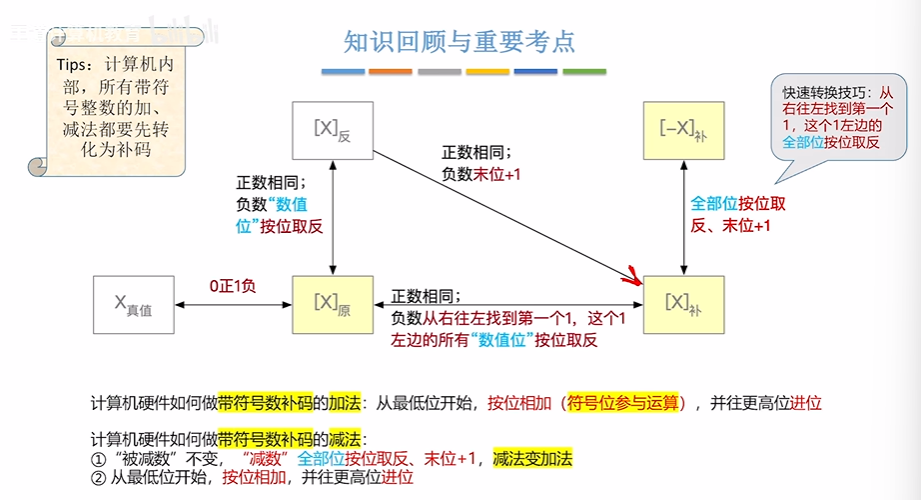 王道计算机教育 bilibili
知识回顾与重要考点
Tips：计算机内
部，所有带符
号整数的加、
减法都要先转
化为补码
快速转换技巧：从
右往左找到第一个
1，这个1左边的
全部位按位取反
[X]反
[-X]补
正数相同；
负数末位+1
正数相同；
负数“数值
位”按位取反
全部位按位取
反、末位+1
X真值
0正1负
[X]原
正数相同；
负数从右往左找到第一个1，这个1
左边的所有“数值位”按位取反
[X]补
计算机硬件如何做带符号数补码的加法：从最低位开始，按位相加（符号位参与运算），并往更高位进位
计算机硬件如何做带符号数补码的减法：
①“被减数”不变，“减数”全部位按位取反、末位+1，减法变加法
② 从最低位开始，按位相加，并往更高位进位